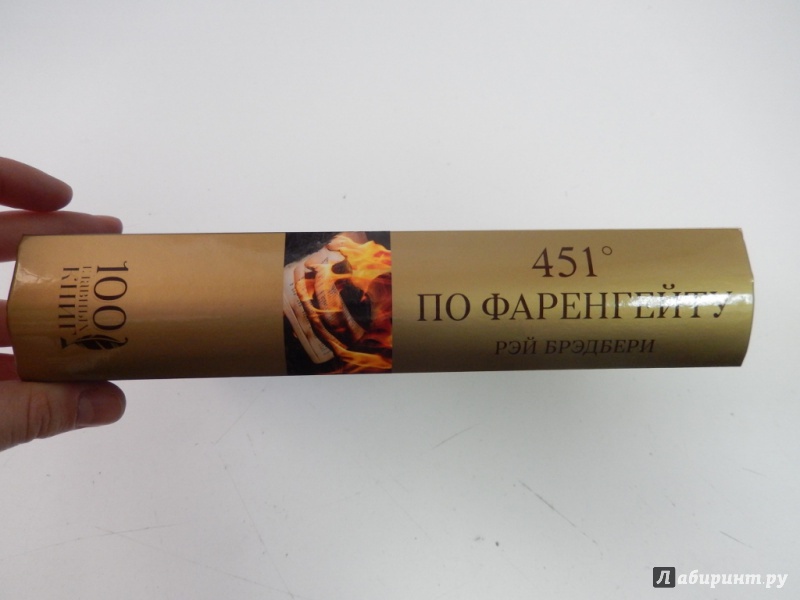 451°
ПО ФАРЕНГЕЙТУ
РЭЙ БРЭДБЕРИ
100
ГЛАВНЫХ
КНИГ
Лабиринт.ру